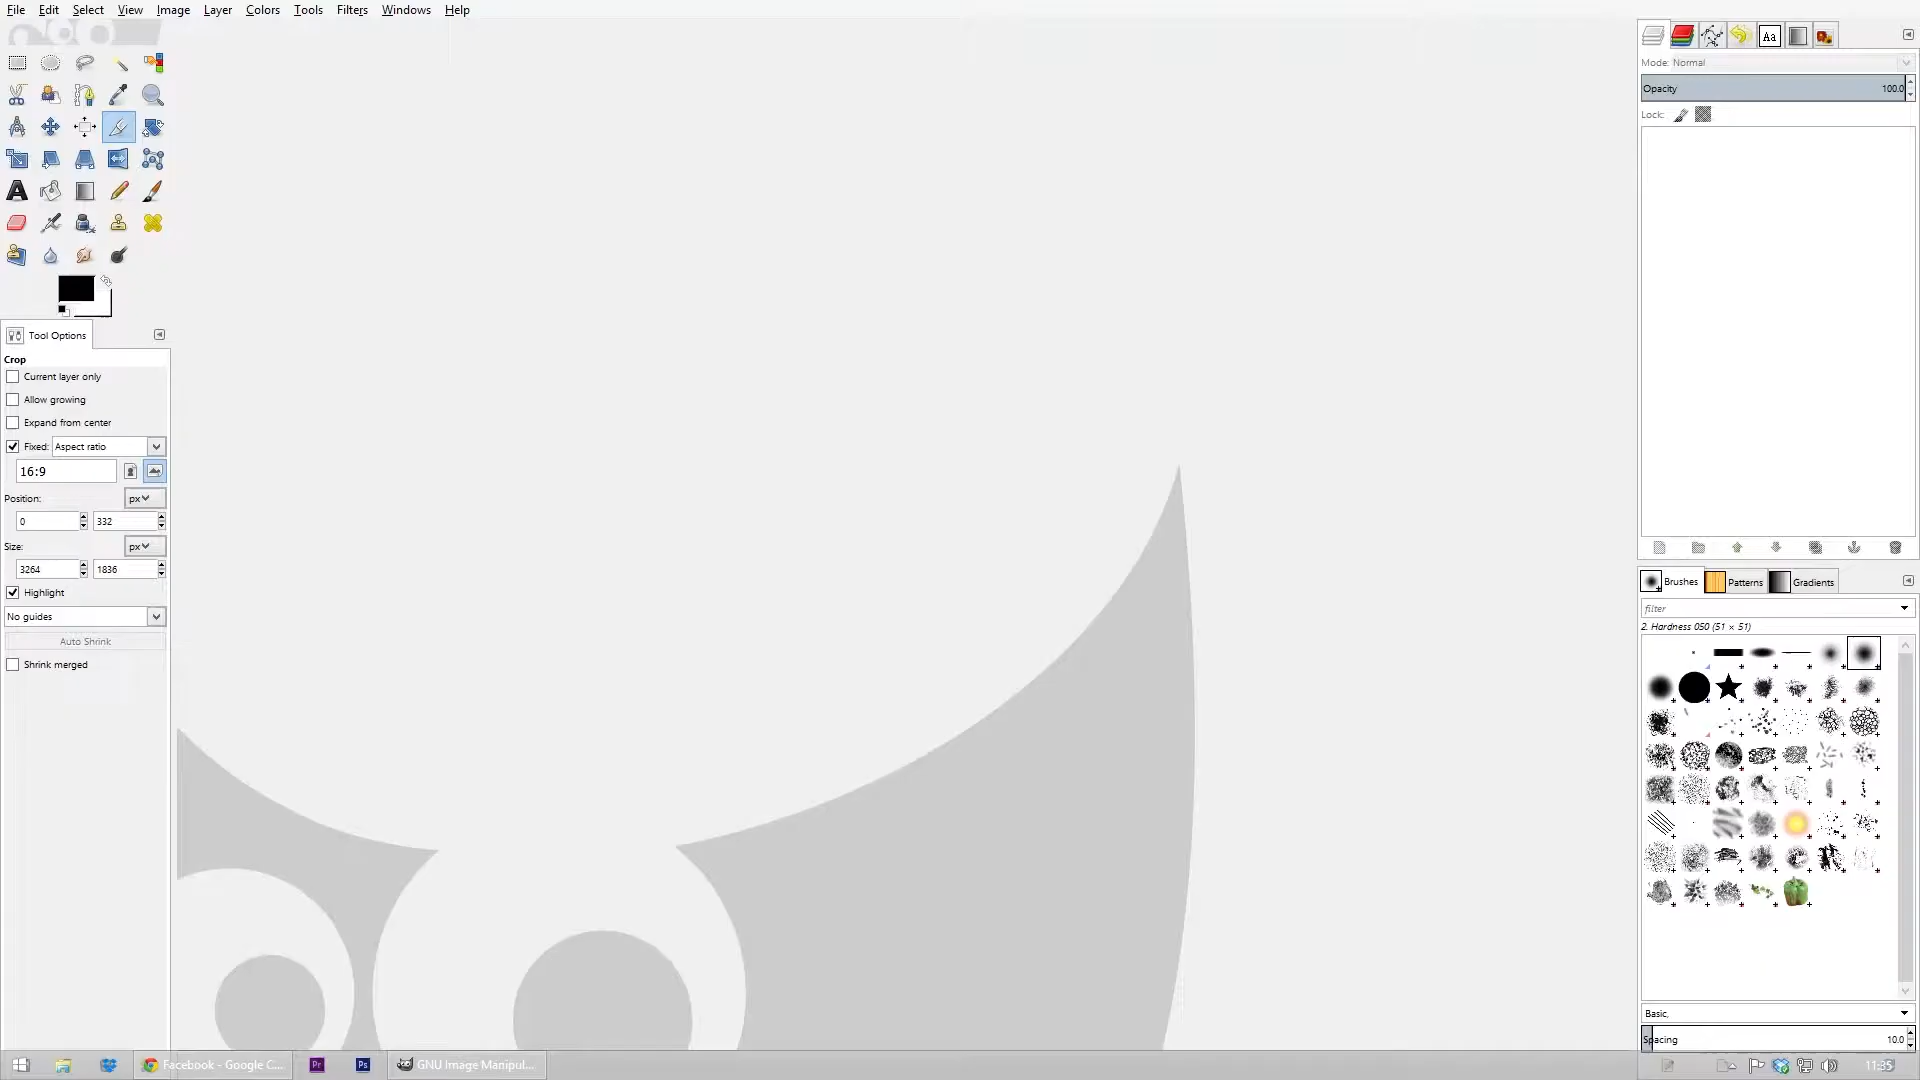 File Edit Select View Image Layer Colors Tools Filters Windows Help
Mode: Normal
Opacity 100.0
Lock:
Tool Options
Crop
Current layer only
Allow growing
Expand from center
Fixed: Aspect ratio
16:9
Position: px
0 332
Size: px
3264 1836
Highlight
No guides
Auto Shrink
Shrink merged
Aa
Brushes Patterns Gradients
filter
2. Hardness 050 (51 × 51)
Basic,
Spacing 10.0
Facebook - Google C... Pr Ps GNU Image Manipul... 11:35